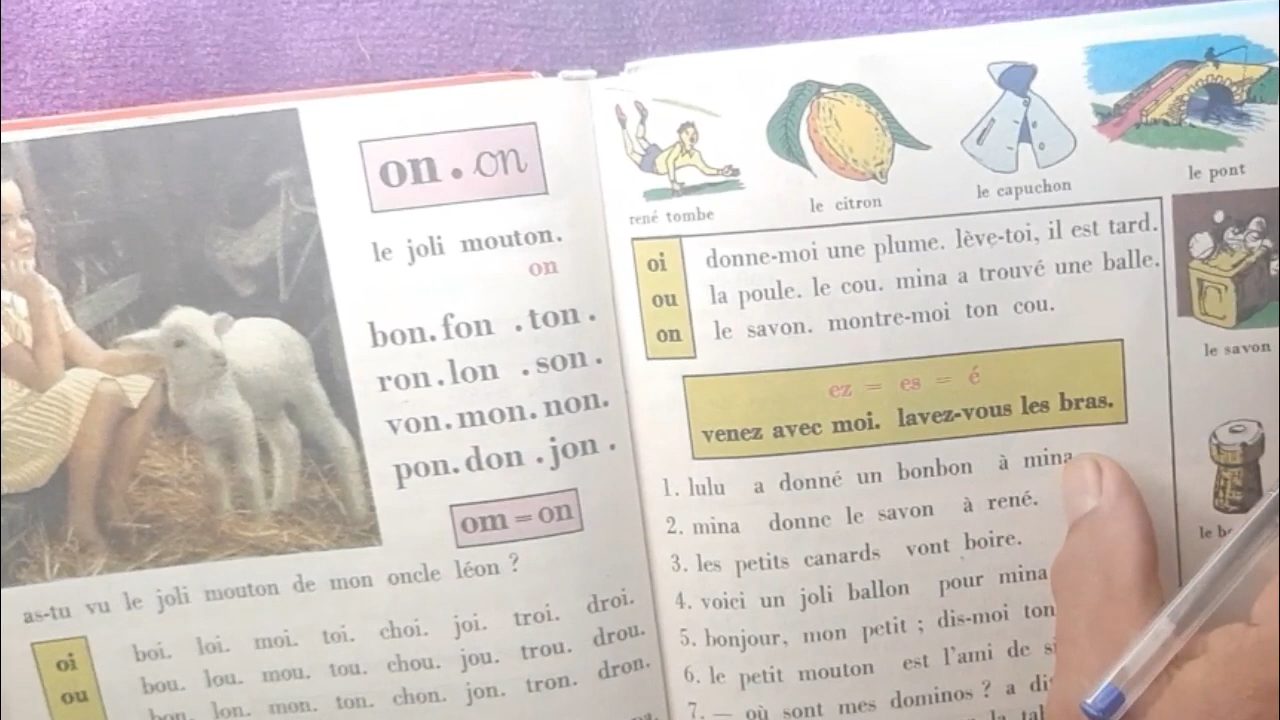 on . on
le joli mouton.
on
bon. fon . ton .
ron . lon . son .
von. mon. non.
pon. don . jon .
om = on
as-tu vu le joli mouton de mon oncle léon ?
oi
ou
boi. loi. moi. toi. choi. joi. troi. droi.
bou. lou. mou. tou. chou. jou. trou. drou.
bon. lon. mon. ton. chon. jon. tron. dron.
rené tombe
le citron
le capuchon
le pont
oi donne-moi une plume. lève-toi, il est tard.
ou la poule. le cou. mina a trouvé une balle.
on le savon. montre-moi ton cou.
le savon
ez = es = é
venez avec moi. lavez-vous les bras.
1. lulu a donné un bonbon à mina
2. mina donne le savon à rené.
3. les petits canards vont boire.
4. voici un joli ballon pour mina
5. bonjour, mon petit ; dis-moi ton
6. le petit mouton est l'ami de
7. — où sont mes dominos ? a
le